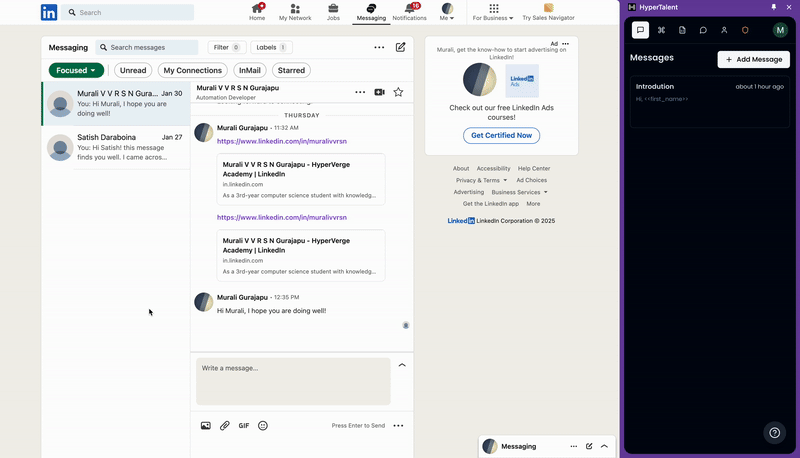 in
Search
Home
My Network
Jobs
Messaging
16
Notifications
Me
For Business
Try Sales Navigator
Messaging
Search messages
Filter 0
Labels 1
Focused
Unread
My Connections
InMail
Starred
Murali V V R S N Gura... Jan 30
You: Hi Murali, I hope you are
doing well!
Satish Daraboina Jan 27
You: Hi Satish! this message
finds you well. I came acros...
Murali V V R S N Gurajapu
Automation Developer
THURSDAY
Murali Gurajapu • 11:32 AM
https://www.linkedin.com/in/muralivvrsn
Murali V V R S N Gurajapu - HyperVerge
Academy | LinkedIn
in.linkedin.com
As a 3rd-year computer science student with knowledg...
https://www.linkedin.com/in/muralivvrsn
Murali V V R S N Gurajapu - HyperVerge
Academy | LinkedIn
in.linkedin.com
As a 3rd-year computer science student with knowledg...
Murali Gurajapu • 12:35 PM
Hi Murali, I hope you are doing well!
Write a message...
GIF
Press Enter to Send
Ad
Murali, get the know-how to start advertising on
LinkedIn!
LinkedIn
Ads
Check out our free LinkedIn Ads
courses!
Get Certified Now
About Accessibility Help Center
Privacy & Terms Ad Choices
Advertising Business Services
Get the LinkedIn app More
LinkedIn LinkedIn Corporation © 2025
Messaging
HyperTalent
M
Messages
+ Add Message
Introdution about 1 hour ago
Hi, <<first_name>>